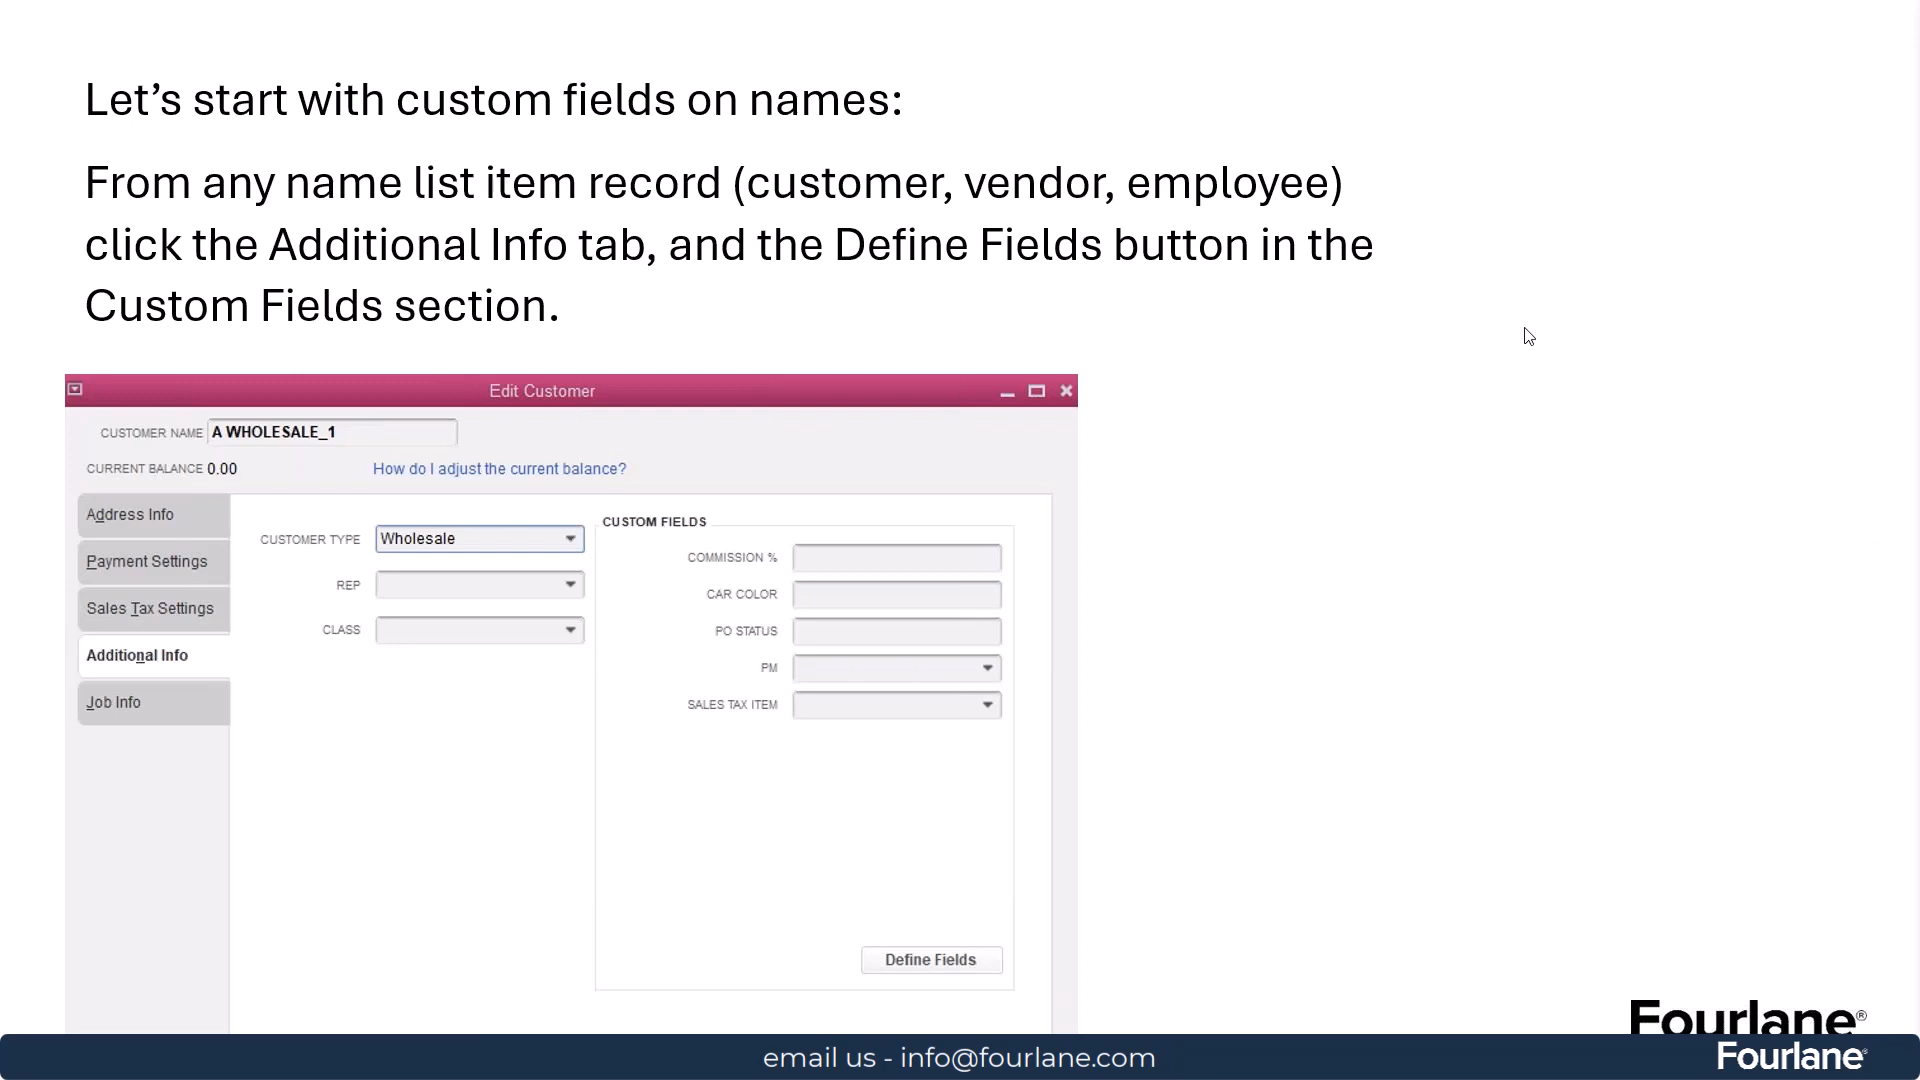 Let’s start with custom fields on names:
From any name list item record (customer, vendor, employee)
click the Additional Info tab, and the Define Fields button in the
Custom Fields section.
Edit Customer
CUSTOMER NAME A WHOLESALE_1
CURRENT BALANCE 0.00 How do I adjust the current balance?
Address Info
Payment Settings
Sales Tax Settings
Additional Info
Job Info
CUSTOMER TYPE Wholesale
REP
CLASS
CUSTOM FIELDS
COMMISSION %
CAR COLOR
PO STATUS
PM
SALES TAX ITEM
Define Fields
Fourlane®
email us - info@fourlane.com
Fourlane®